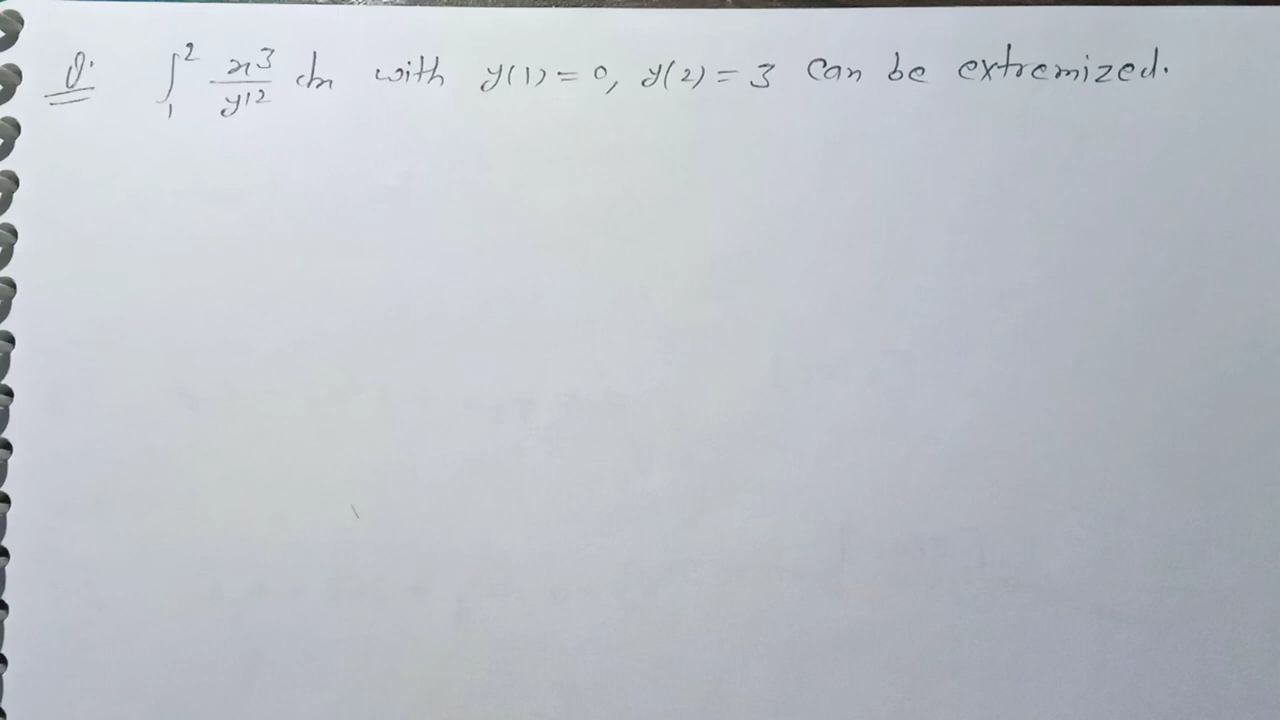 Q. ∫₁² x³/y'² dx with y(1) = 0, y(2) = 3 can be extremized.